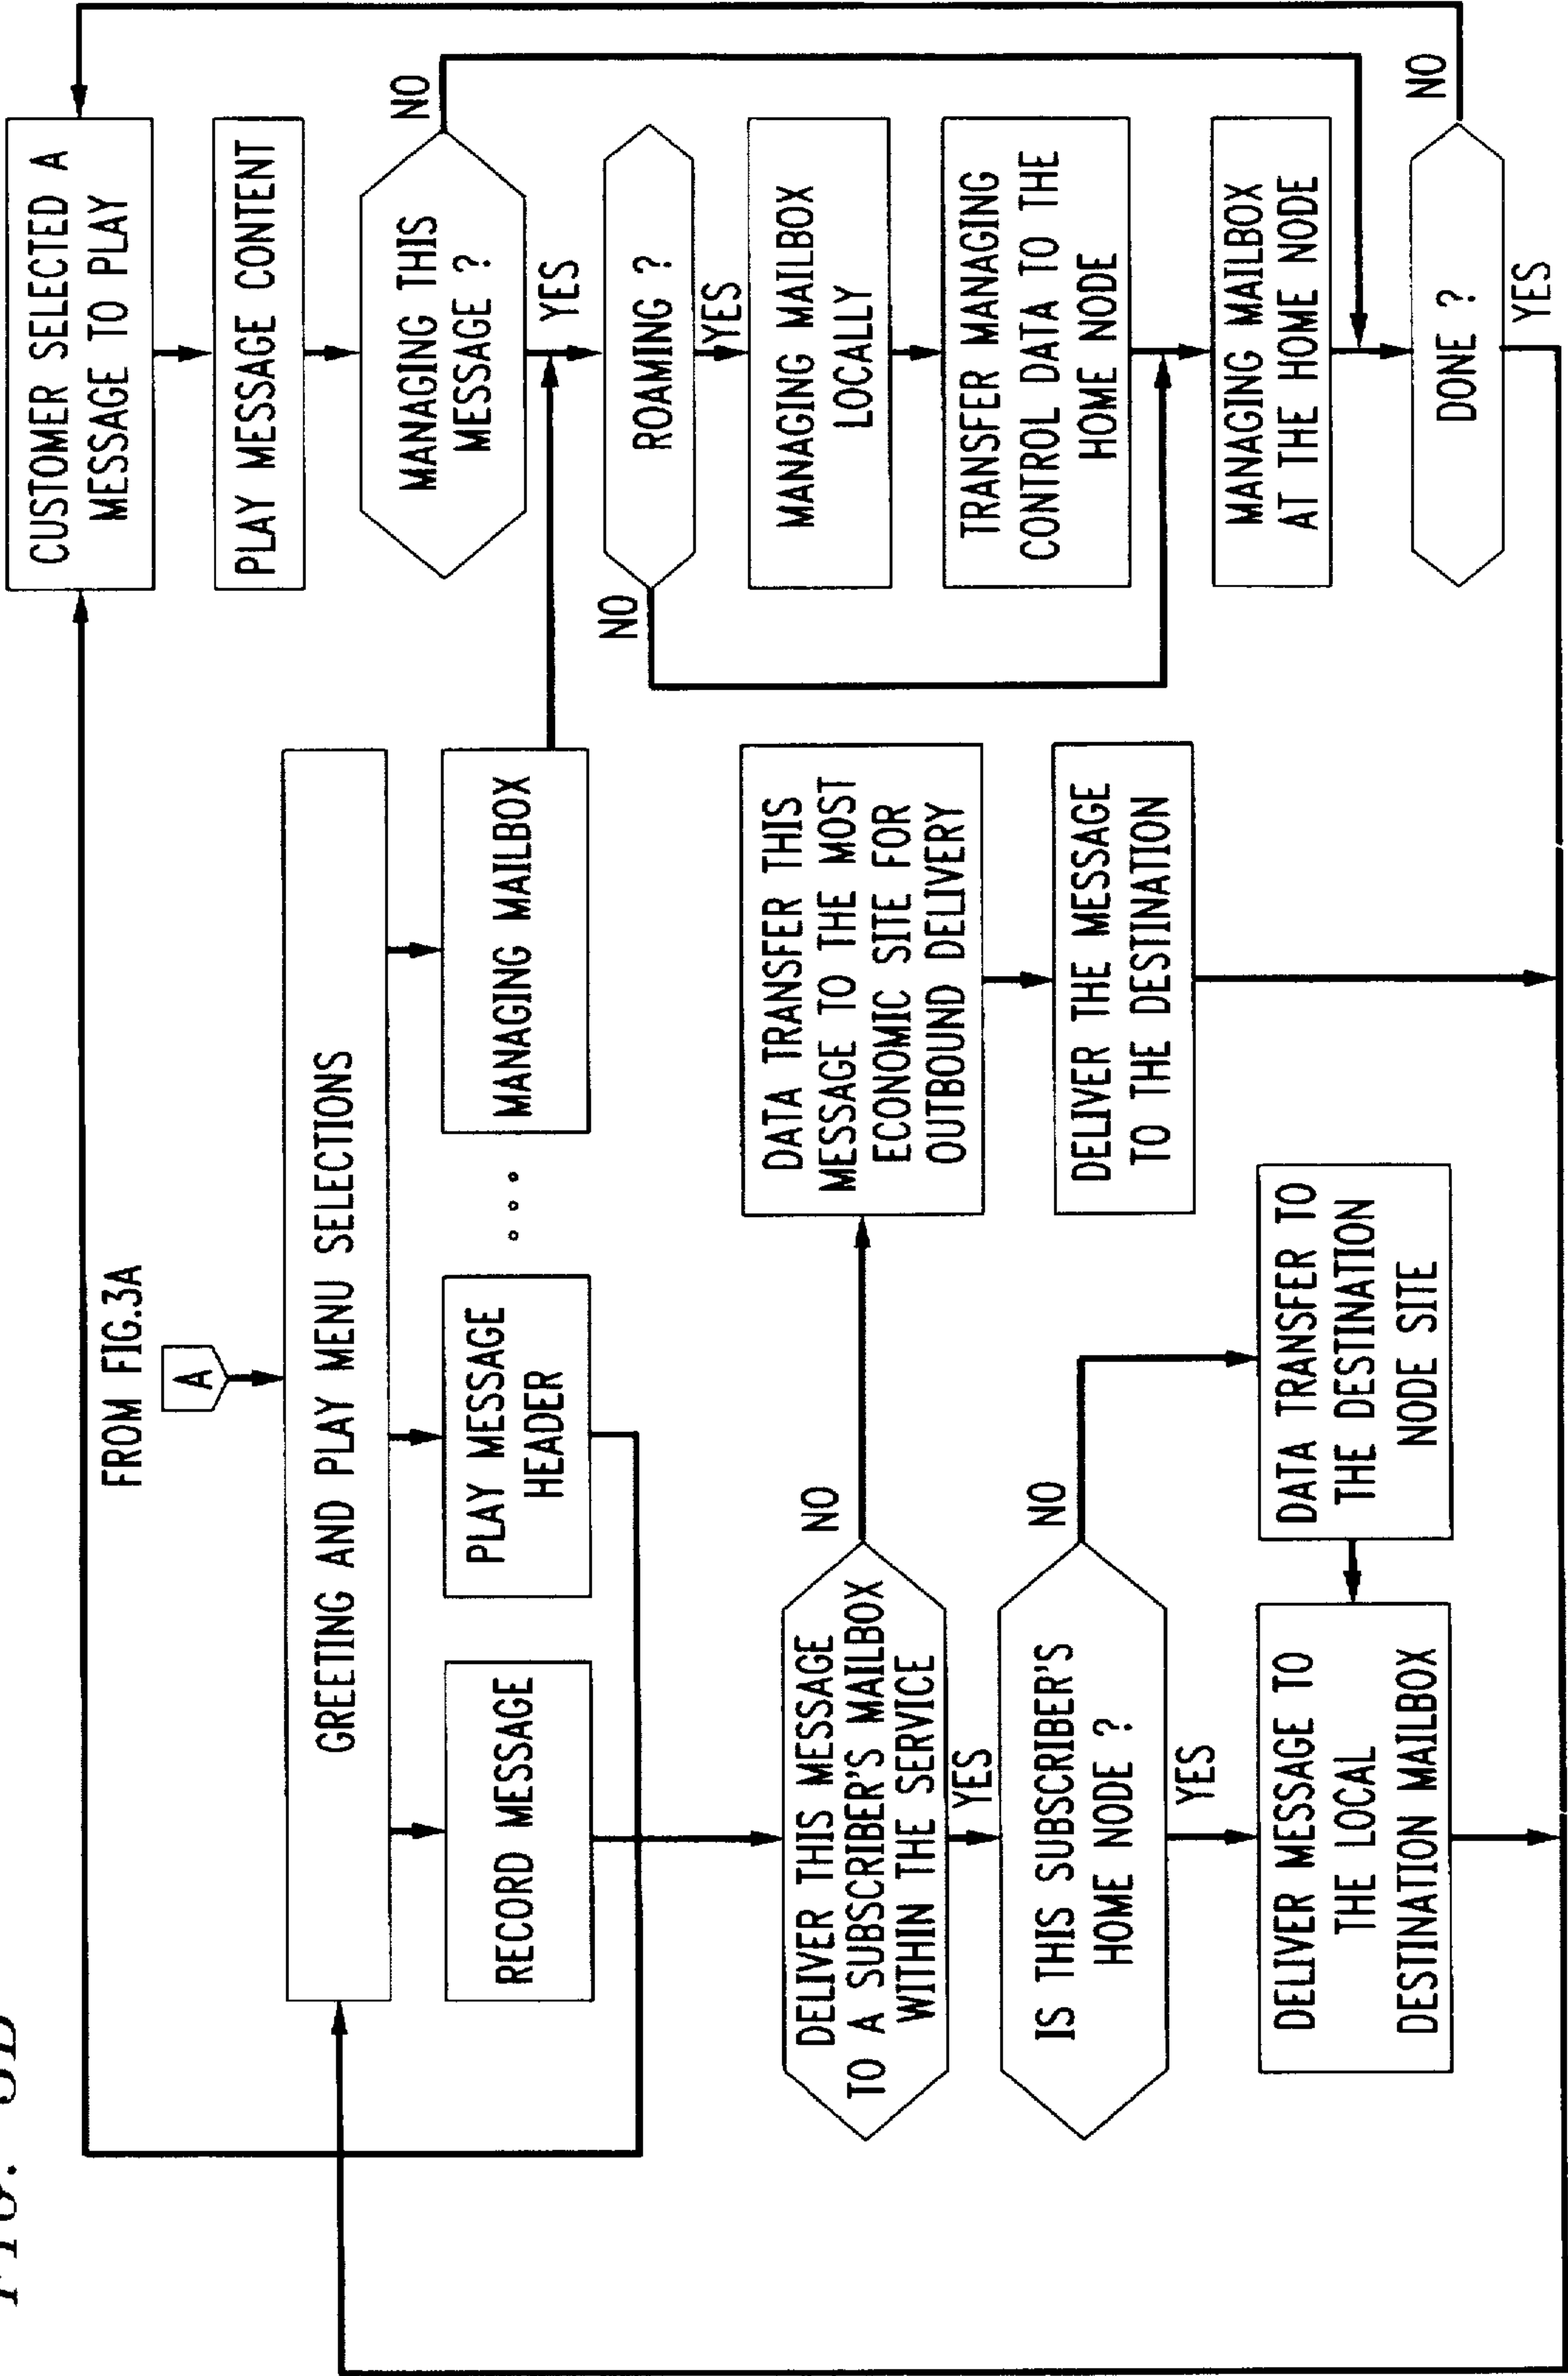 FROM FIG.3A
A
GREETING AND PLAY MENU SELECTIONS
RECORD MESSAGE
PLAY MESSAGE
HEADER
MANAGING MAILBOX
DELIVER THIS MESSAGE
TO A SUBSCRIBER'S MAILBOX
WITHIN THE SERVICE
NO
YES
IS THIS SUBSCRIBER'S
HOME NODE ?
NO
YES
DELIVER MESSAGE TO
THE LOCAL
DESTINATION MAILBOX
DATA TRANSFER TO
THE DESTINATION
NODE SITE
DATA TRANSFER THIS
MESSAGE TO THE MOST
ECONOMIC SITE FOR
OUTBOUND DELIVERY
DELIVER THE MESSAGE
TO THE DESTINATION
CUSTOMER SELECTED A
MESSAGE TO PLAY
PLAY MESSAGE CONTENT
MANAGING THIS
MESSAGE ?
NO
YES
ROAMING ?
NO
YES
MANAGING MAILBOX
LOCALLY
TRANSFER MANAGING
CONTROL DATA TO THE
HOME NODE
MANAGING MAILBOX
AT THE HOME NODE
DONE ?
NO
YES